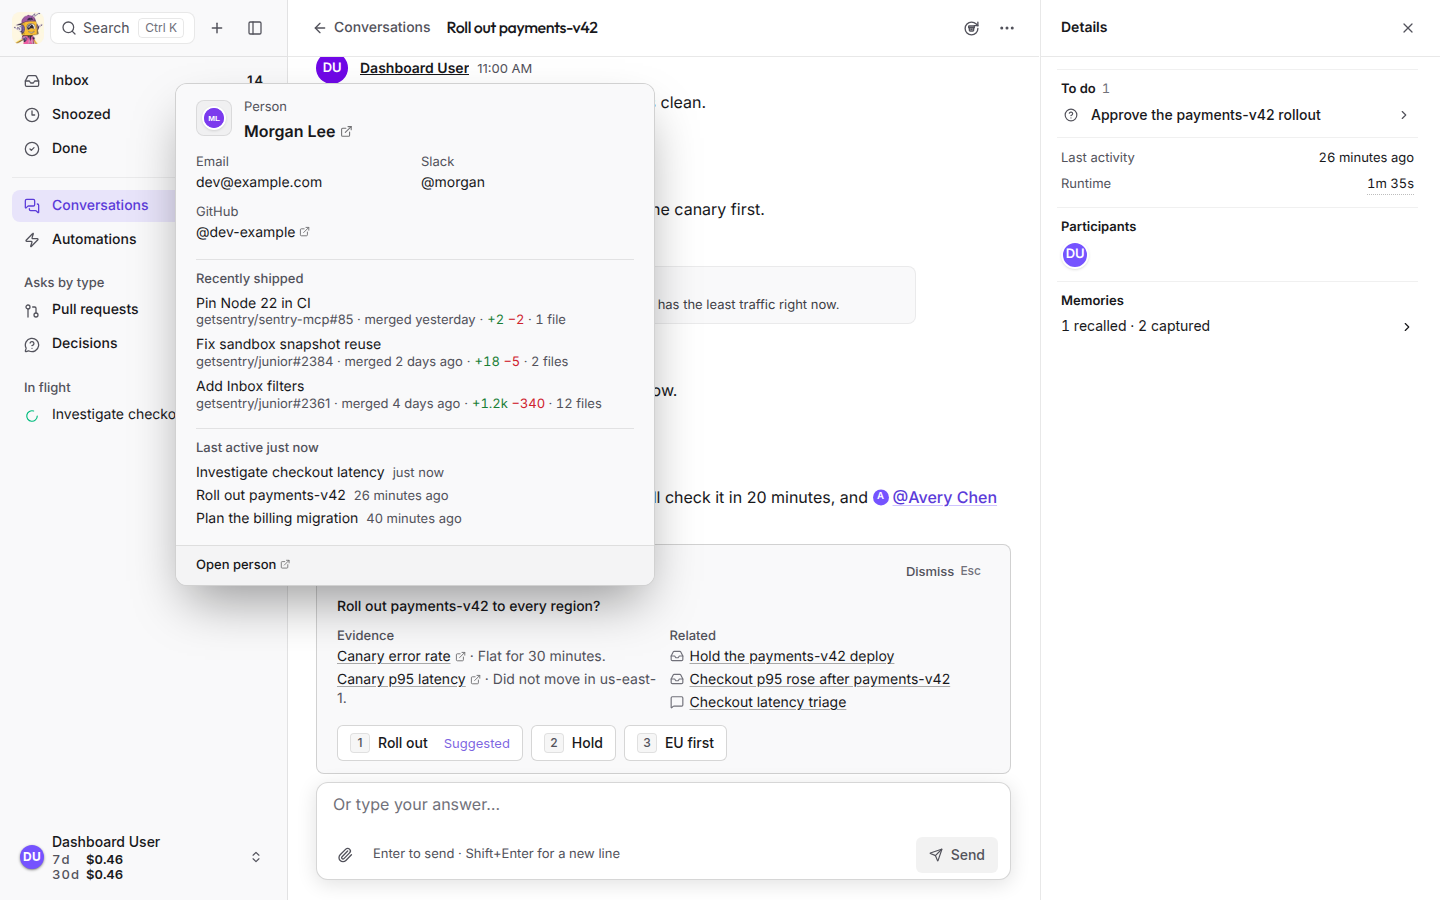 Search Ctrl K
Inbox 14
Snoozed
Done
Conversations
Automations
Asks by type
Pull requests
Decisions
In flight
Investigate checko
DU Dashboard User
7d $0.46
30d $0.46
Conversations Roll out payments-v42
DU Dashboard User 11:00 AM
clean.
ne canary first.
has the least traffic right now.
ow.
ll check it in 20 minutes, and A @Avery Chen
ML
Person
Morgan Lee
Email Slack
dev@example.com @morgan
GitHub
@dev-example
Recently shipped
Pin Node 22 in CI
getsentry/sentry-mcp#85 · merged yesterday · +2 −2 · 1 file
Fix sandbox snapshot reuse
getsentry/junior#2384 · merged 2 days ago · +18 −5 · 2 files
Add Inbox filters
getsentry/junior#2361 · merged 4 days ago · +1.2k −340 · 12 files
Last active just now
Investigate checkout latency just now
Roll out payments-v42 26 minutes ago
Plan the billing migration 40 minutes ago
Open person
Dismiss Esc
Roll out payments-v42 to every region?
Evidence
Canary error rate · Flat for 30 minutes.
Canary p95 latency · Did not move in us-east-
1.
Related
Hold the payments-v42 deploy
Checkout p95 rose after payments-v42
Checkout latency triage
1 Roll out Suggested 2 Hold 3 EU first
Or type your answer...
Enter to send · Shift+Enter for a new line Send
Details
To do 1
Approve the payments-v42 rollout
Last activity 26 minutes ago
Runtime 1m 35s
Participants
DU
Memories
1 recalled · 2 captured